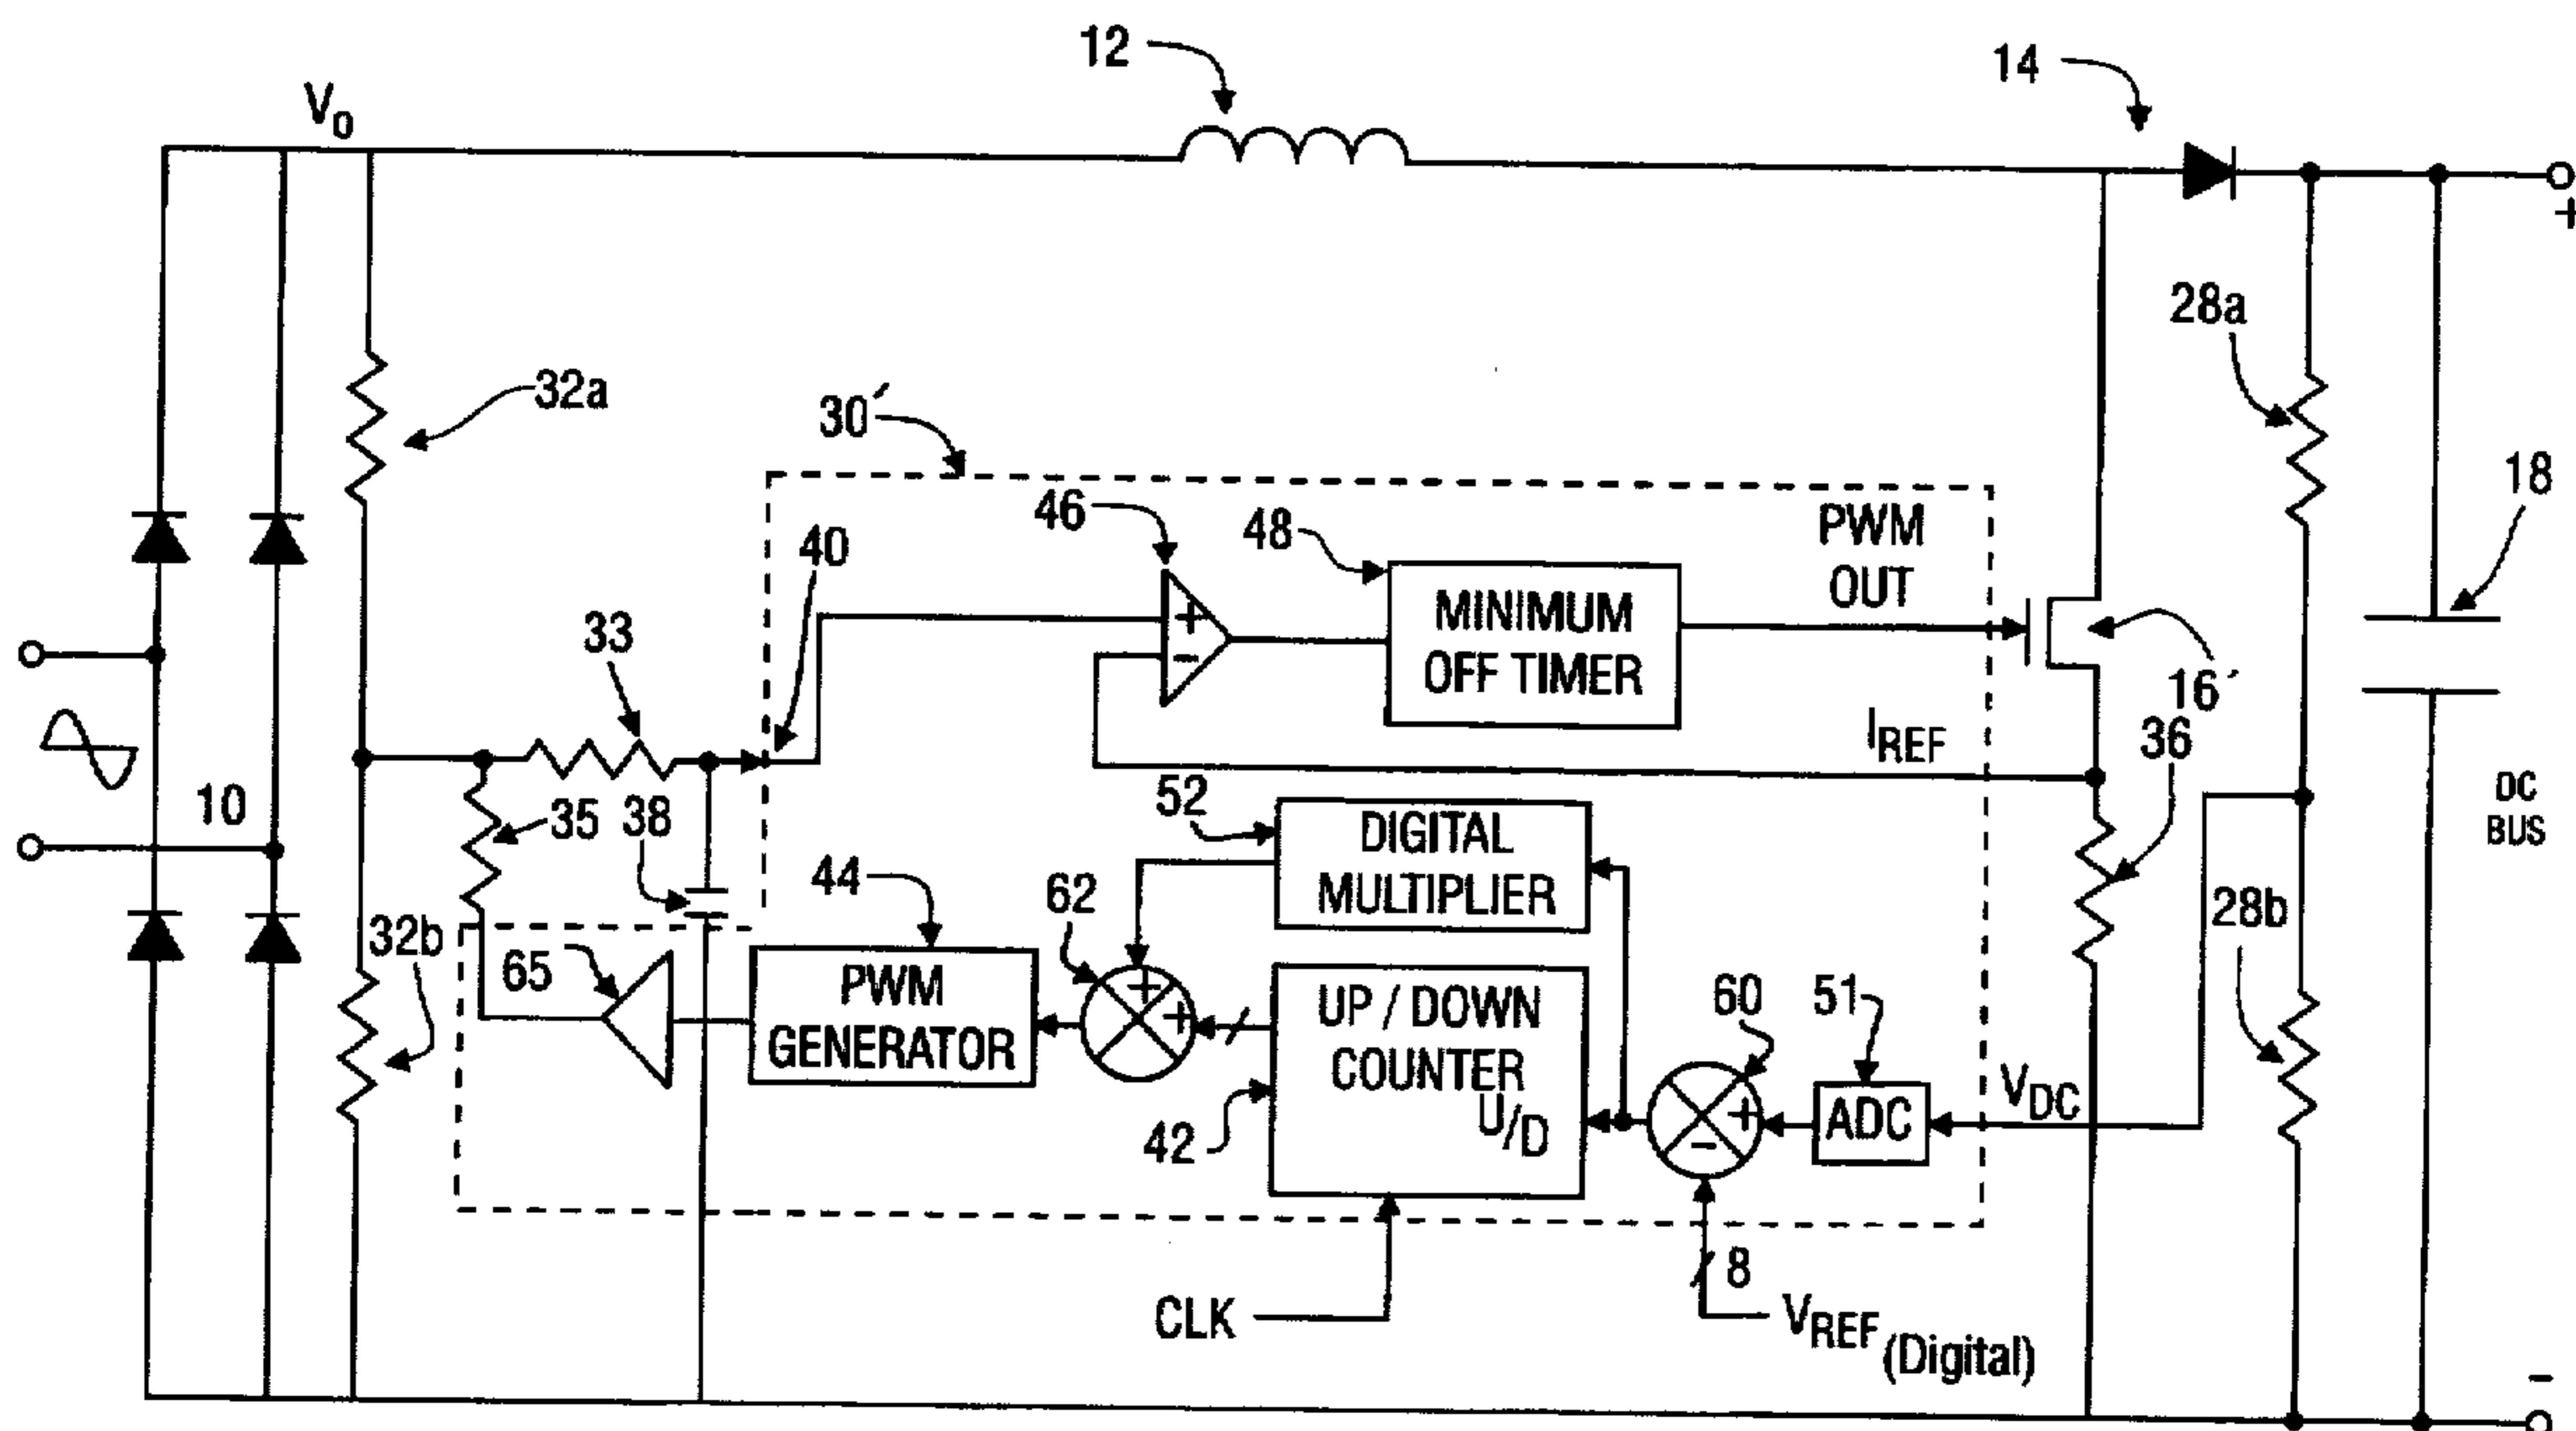 12
14
V0
+
28a
32a
30´
18
46
48
PWM
OUT
40
+
MINIMUM
OFF TIMER
33
-
16´
IREF
36
52
DC
BUS
10
35
38
DIGITAL
MULTIPLIER
44
62
28b
32b
65
+
UP / DOWN
COUNTER
60
51
PWM
GENERATOR
+
U/D
+
ADC
VDC
42
-
8
CLK
VREF (Digital)
-